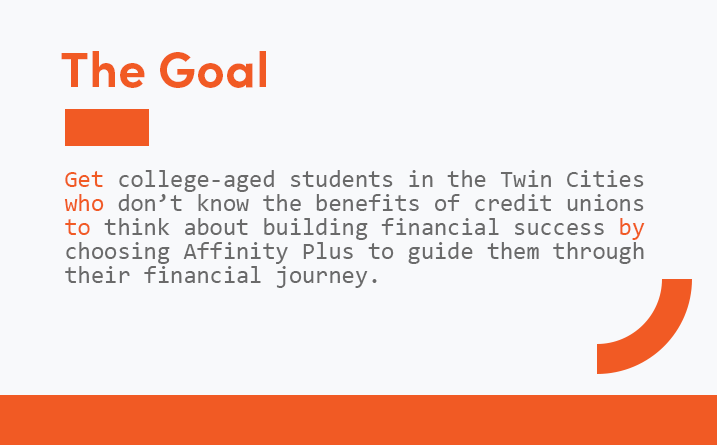 The Goal
Get college-aged students in the Twin Cities
who don’t know the benefits of credit unions
to think about building financial success by
choosing Affinity Plus to guide them through
their financial journey.